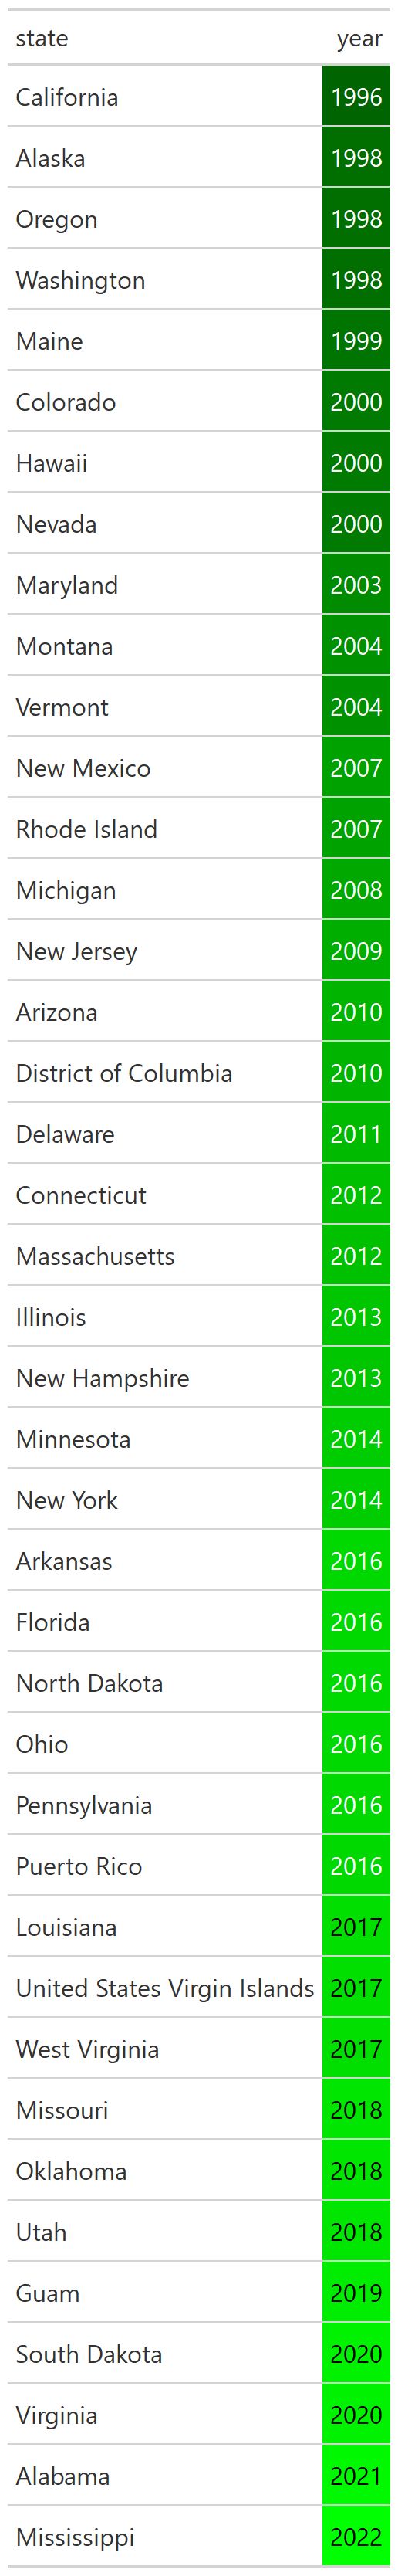 state year
California 1996
Alaska 1998
Oregon 1998
Washington 1998
Maine 1999
Colorado 2000
Hawaii 2000
Nevada 2000
Maryland 2003
Montana 2004
Vermont 2004
New Mexico 2007
Rhode Island 2007
Michigan 2008
New Jersey 2009
Arizona 2010
District of Columbia 2010
Delaware 2011
Connecticut 2012
Massachusetts 2012
Illinois 2013
New Hampshire 2013
Minnesota 2014
New York 2014
Arkansas 2016
Florida 2016
North Dakota 2016
Ohio 2016
Pennsylvania 2016
Puerto Rico 2016
Louisiana 2017
United States Virgin Islands 2017
West Virginia 2017
Missouri 2018
Oklahoma 2018
Utah 2018
Guam 2019
South Dakota 2020
Virginia 2020
Alabama 2021
Mississippi 2022